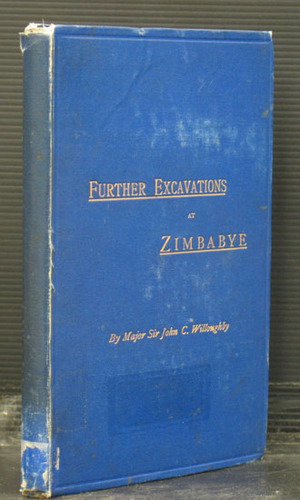 FURTHER EXCAVATIONS
AT
ZIMBABYE
By Major Sir John C. Willoughby